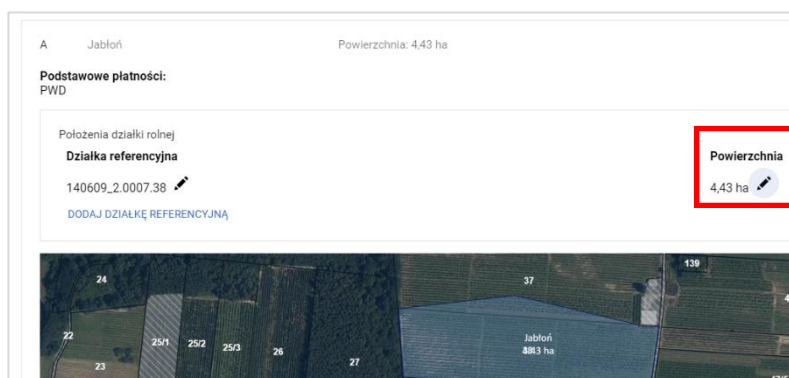 A Jabłoń Powierzchnia: 4,43 ha
Podstawowe płatności:
PWD
Położenia działki rolnej
Działka referencyjna Powierzchnia
140609_2.0007.38 4,43 ha
DODAJ DZIAŁKĘ REFERENCYJNĄ
139
24 37
22 25/1 25/2 25/3 26 27 23
Jabłoń
ha